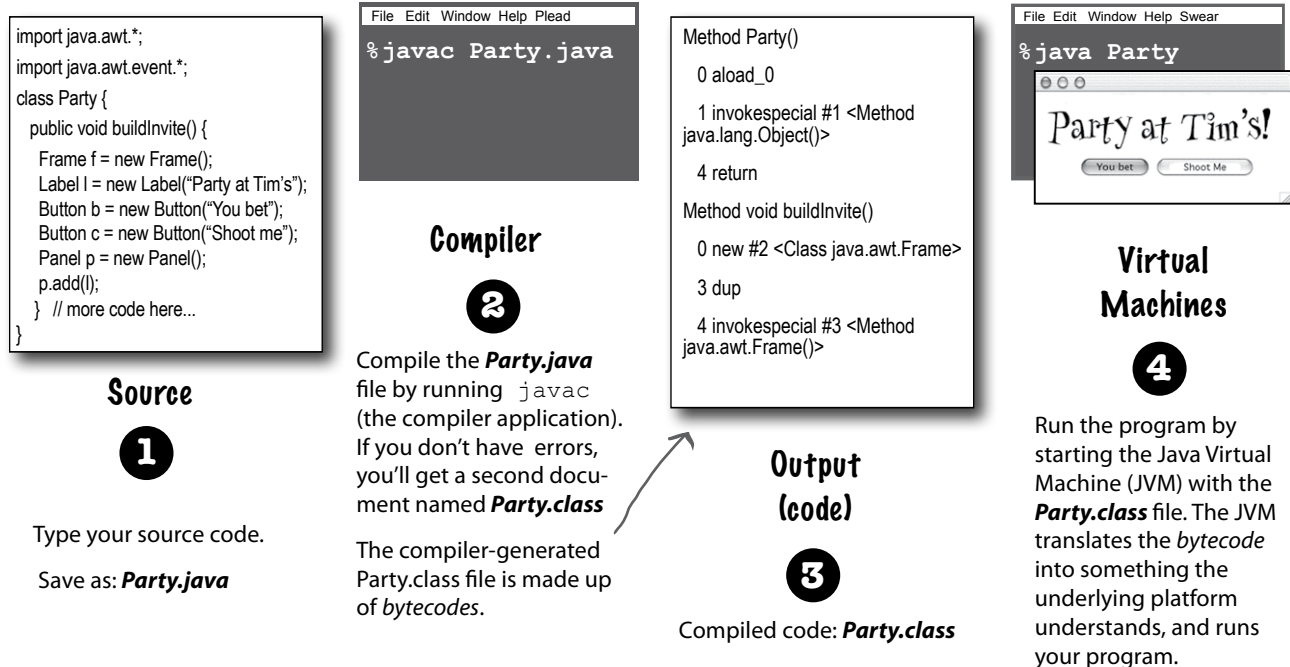 import java.awt.*;
import java.awt.event.*;
class Party {
public void buildInvite() {
Frame f = new Frame();
Label l = new Label(“Party at Tim’s”);
Button b = new Button(“You bet”);
Button c = new Button(“Shoot me”);
Panel p = new Panel();
p.add(l);
} // more code here...
}
Source
1
Type your source code.
Save as: Party.java
File Edit Window Help Plead
%javac Party.java
Compiler
2
Compile the Party.java
file by running javac
(the compiler application).
If you don’t have errors,
you’ll get a second docu-
ment named Party.class
The compiler-generated
Party.class file is made up
of bytecodes.
Method Party()
0 aload_0
1 invokespecial #1 <Method
java.lang.Object()>
4 return
Method void buildInvite()
0 new #2 <Class java.awt.Frame>
3 dup
4 invokespecial #3 <Method
java.awt.Frame()>
Output
(code)
3
Compiled code: Party.class
File Edit Window Help Swear
%java Party
Party at Tim’s!
You bet Shoot Me
Virtual
Machines
4
Run the program by
starting the Java Virtual
Machine (JVM) with the
Party.class file. The JVM
translates the bytecode
into something the
underlying platform
understands, and runs
your program.